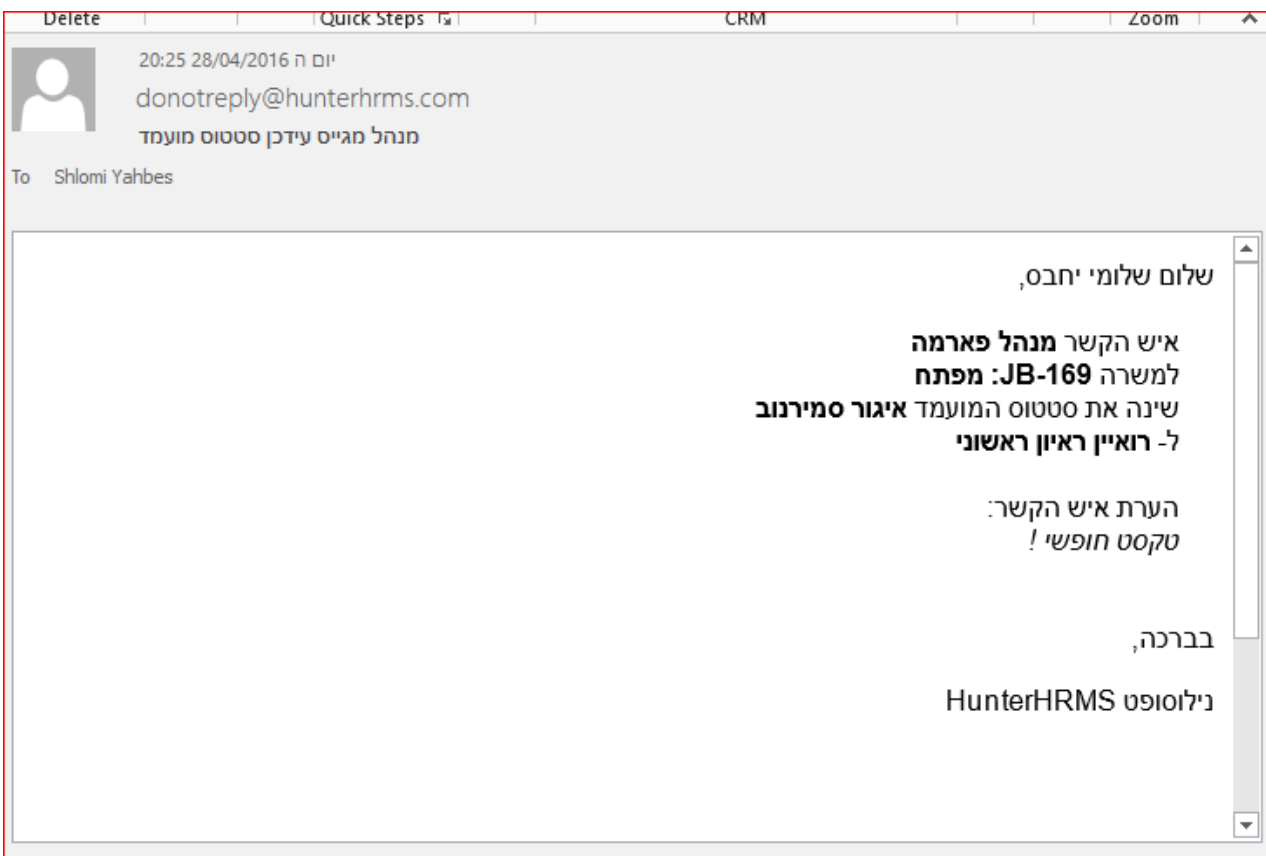 Delete Quick Steps CRM Zoom
יום ה 28/04/2016 20:25
donotreply@hunterhrms.com
מנהל מגייס עידכן סטטוס מועמד
To Shlomi Yahbes
שלום שלומי יחבס,
איש הקשר מנהל פארמה
למשרה JB-169: מפתח
שינה את סטטוס המועמד איגור סמירנוב
ל- רואיין ראיון ראשוני
הערת איש הקשר:
טקסט חופשי !
בברכה,
נילוסופט HunterHRMS